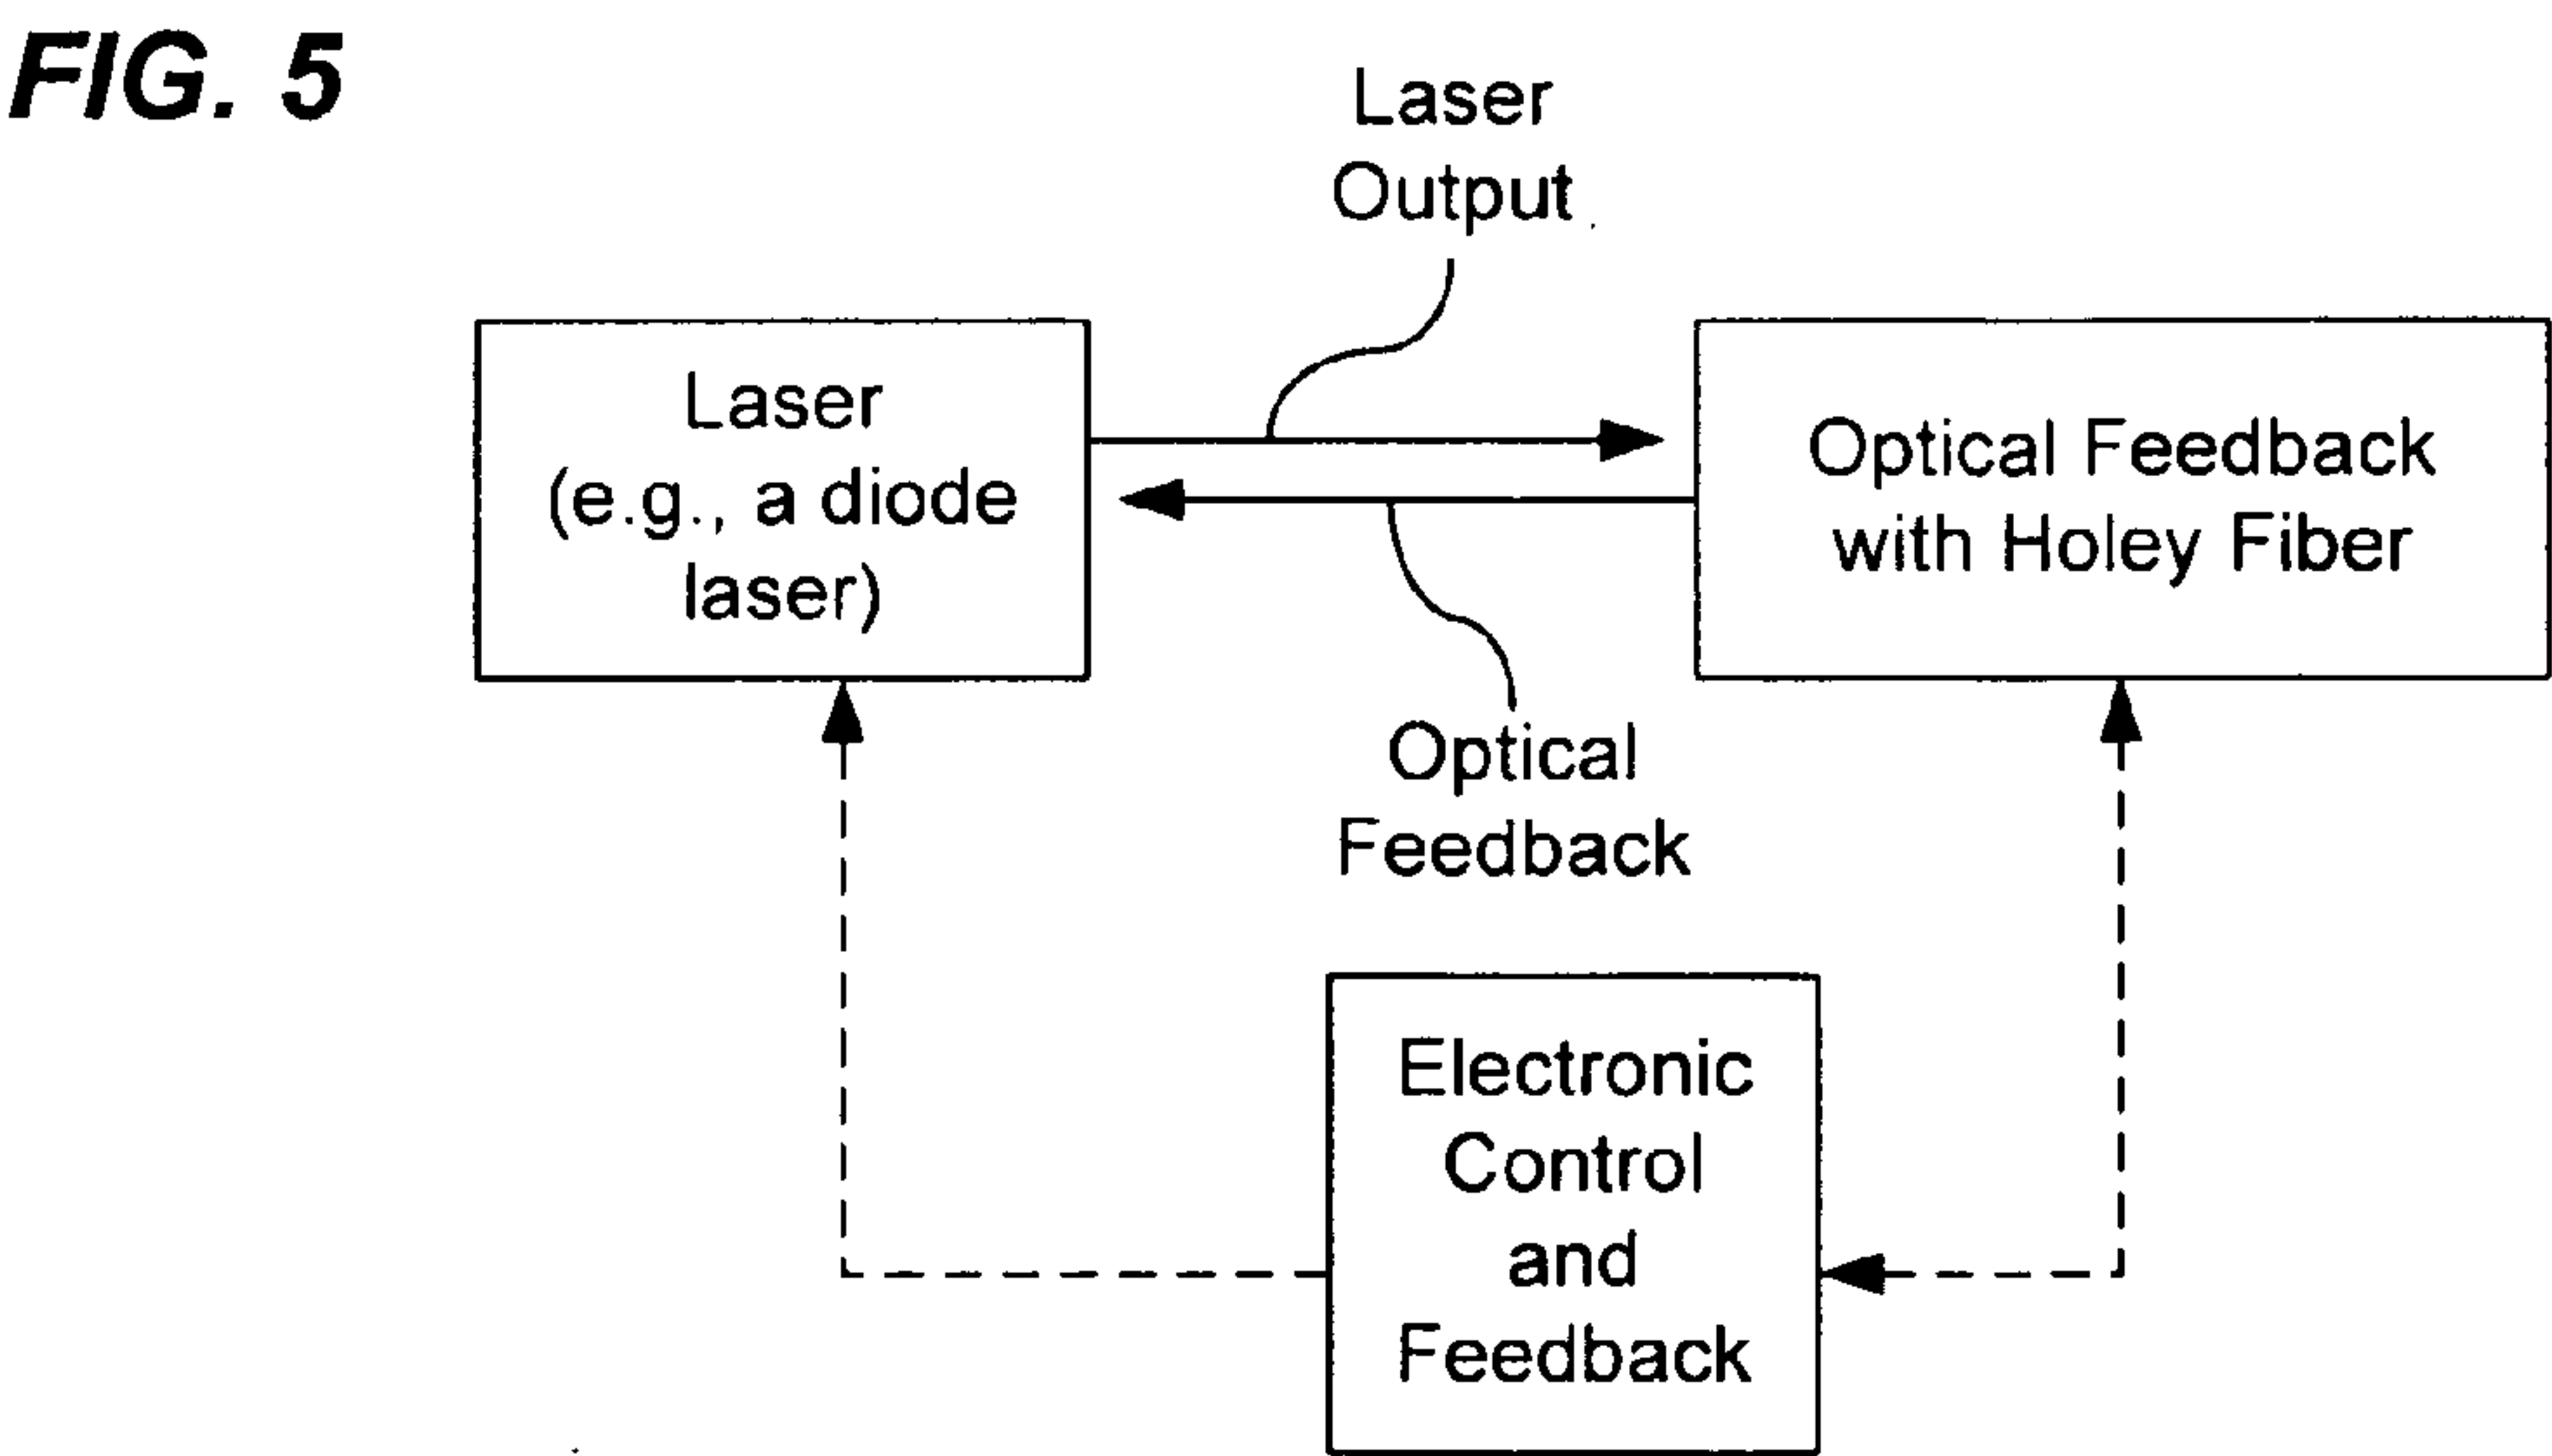 FIG. 5
Laser
Output
Laser
(e.g., a diode
laser)
Optical Feedback
with Holey Fiber
Optical
Feedback
Electronic
Control
and
Feedback